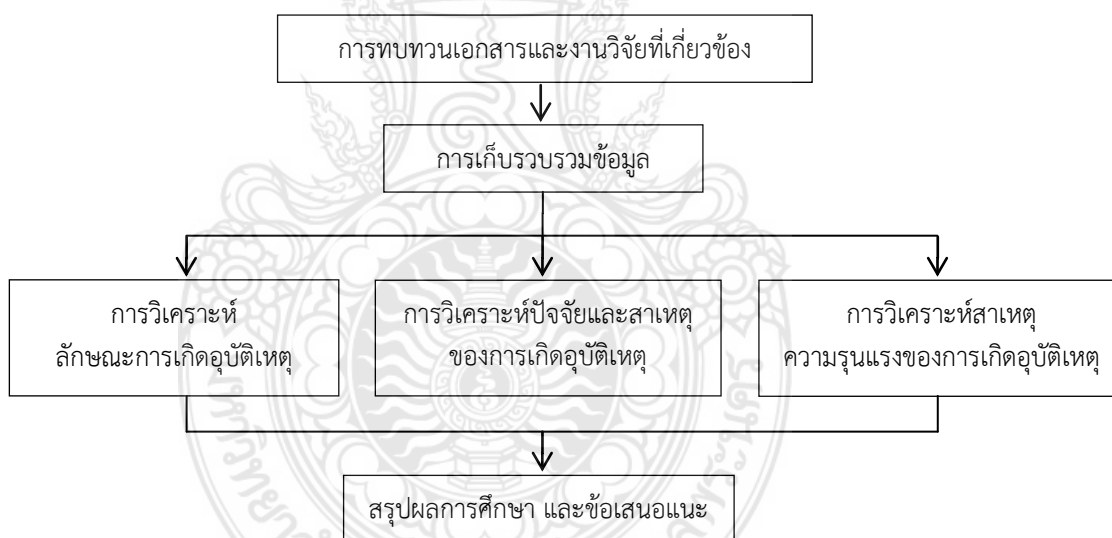 การทบทวนเอกสารและงานวิจัยที่เกี่ยวข้อง
การเก็บรวบรวมข้อมูล
การวิเคราะห์
ลักษณะการเกิดอุบัติเหตุ
การวิเคราะห์ปัจจัยและสาเหตุ
ของการเกิดอุบัติเหตุ
การวิเคราะห์สาเหตุ
ความรุนแรงของการเกิดอุบัติเหตุ
สรุปผลการศึกษา และข้อเสนอแนะ